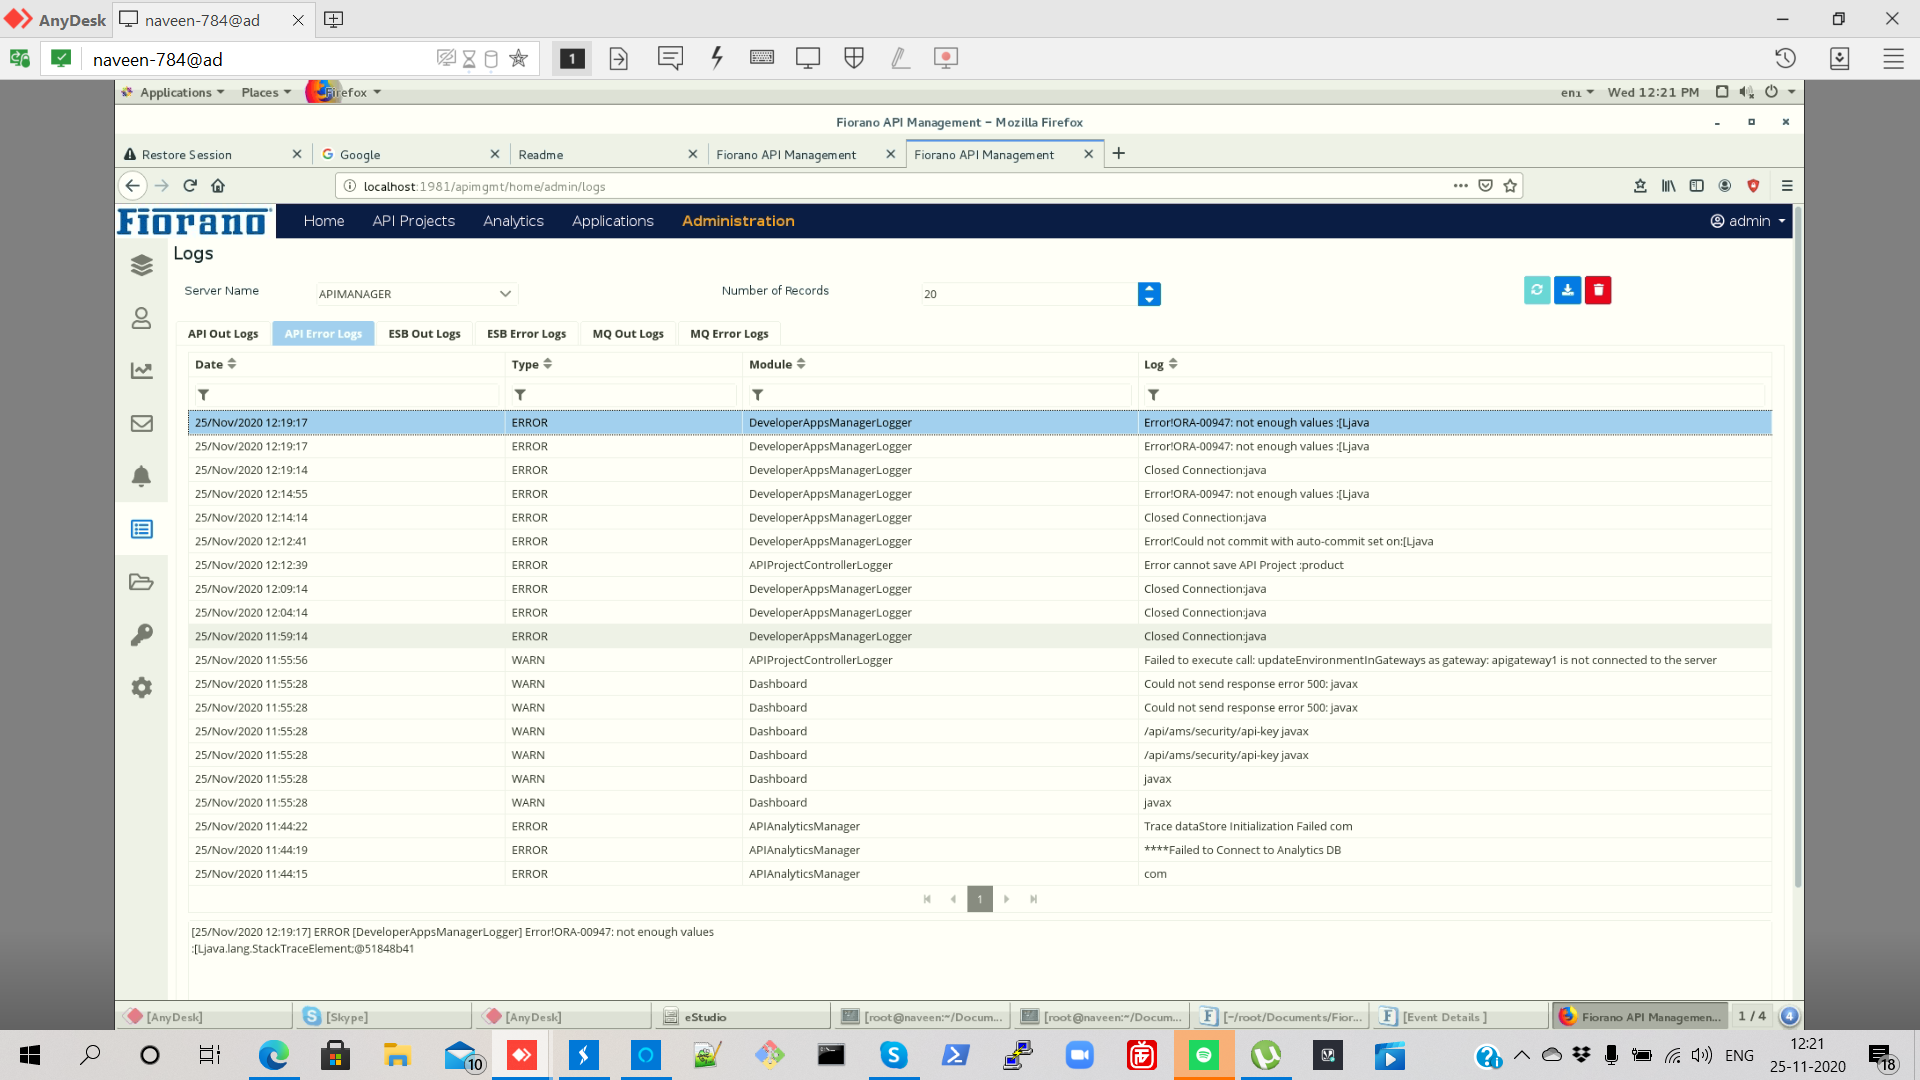 AnyDesk naveen-784@ad
naveen-784@ad 1
Applications Places Firefox en1 Wed 12:21 PM
Fiorano API Management - Mozilla Firefox
Restore Session Google Readme Fiorano API Management Fiorano API Management
localhost:1981/apimgmt/home/admin/logs
Fiorano Home API Projects Analytics Applications Administration admin
Logs
Server Name APIMANAGER Number of Records 20
API Out Logs API Error Logs ESB Out Logs ESB Error Logs MQ Out Logs MQ Error Logs
Date Type Module Log
25/Nov/2020 12:19:17 ERROR DeveloperAppsManagerLogger Error!ORA-00947: not enough values :[Ljava
25/Nov/2020 12:19:17 ERROR DeveloperAppsManagerLogger Error!ORA-00947: not enough values :[Ljava
25/Nov/2020 12:19:14 ERROR DeveloperAppsManagerLogger Closed Connection:java
25/Nov/2020 12:14:55 ERROR DeveloperAppsManagerLogger Error!ORA-00947: not enough values :[Ljava
25/Nov/2020 12:14:14 ERROR DeveloperAppsManagerLogger Closed Connection:java
25/Nov/2020 12:12:41 ERROR DeveloperAppsManagerLogger Error!Could not commit with auto-commit set on:[Ljava
25/Nov/2020 12:12:39 ERROR APIProjectControllerLogger Error cannot save API Project :product
25/Nov/2020 12:09:14 ERROR DeveloperAppsManagerLogger Closed Connection:java
25/Nov/2020 12:04:14 ERROR DeveloperAppsManagerLogger Closed Connection:java
25/Nov/2020 11:59:14 ERROR DeveloperAppsManagerLogger Closed Connection:java
25/Nov/2020 11:55:56 WARN APIProjectControllerLogger Failed to execute call: updateEnvironmentInGateways as gateway: apigateway1 is not connected to the server
25/Nov/2020 11:55:28 WARN Dashboard Could not send response error 500: javax
25/Nov/2020 11:55:28 WARN Dashboard Could not send response error 500: javax
25/Nov/2020 11:55:28 WARN Dashboard /api/ams/security/api-key javax
25/Nov/2020 11:55:28 WARN Dashboard /api/ams/security/api-key javax
25/Nov/2020 11:55:28 WARN Dashboard javax
25/Nov/2020 11:55:28 WARN Dashboard javax
25/Nov/2020 11:44:22 ERROR APIAnalyticsManager Trace dataStore Initialization Failed com
25/Nov/2020 11:44:19 ERROR APIAnalyticsManager ****Failed to Connect to Analytics DB
25/Nov/2020 11:44:15 ERROR APIAnalyticsManager com
1
[25/Nov/2020 12:19:17] ERROR [DeveloperAppsManagerLogger] Error!ORA-00947: not enough values
:[Ljava.lang.StackTraceElement;@51848b41
[AnyDesk] [Skype] [AnyDesk] eStudio [root@naveen:~/Docum... [root@naveen:~/Docum... [~/root/Documents/Fior... [Event Details ] Fiorano API Managemen... 1 / 4 4
10 ENG 12:21
25-11-2020 18